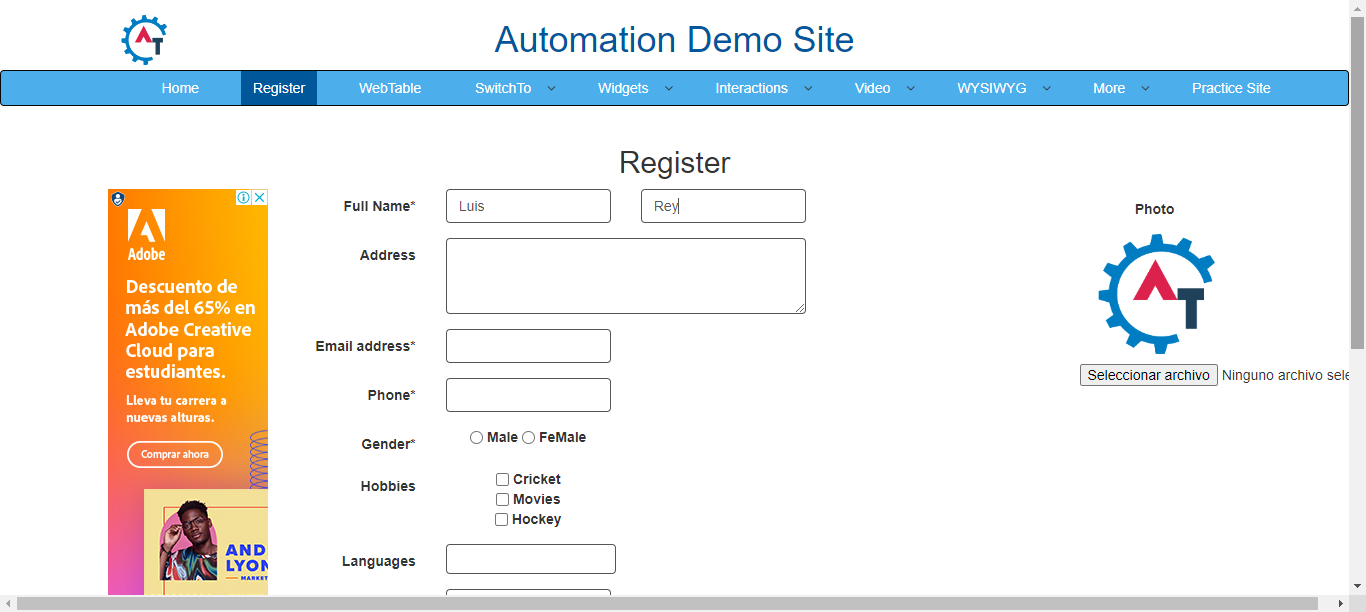 AT
Automation Demo Site
Home Register WebTable SwitchTo Widgets Interactions Video WYSIWYG More Practice Site
Register
Full Name* Luis Rey
Photo
Address
AT
Email address*
Phone*
Seleccionar archivo Ninguno archivo sele
Gender* Male FeMale
Hobbies Cricket
Movies
Hockey
Languages
Adobe
Descuento de
más del 65% en
Adobe Creative
Cloud para
estudiantes.
Lleva tu carrera a
nuevas alturas.
Comprar ahora
AND
LYON
MARKET